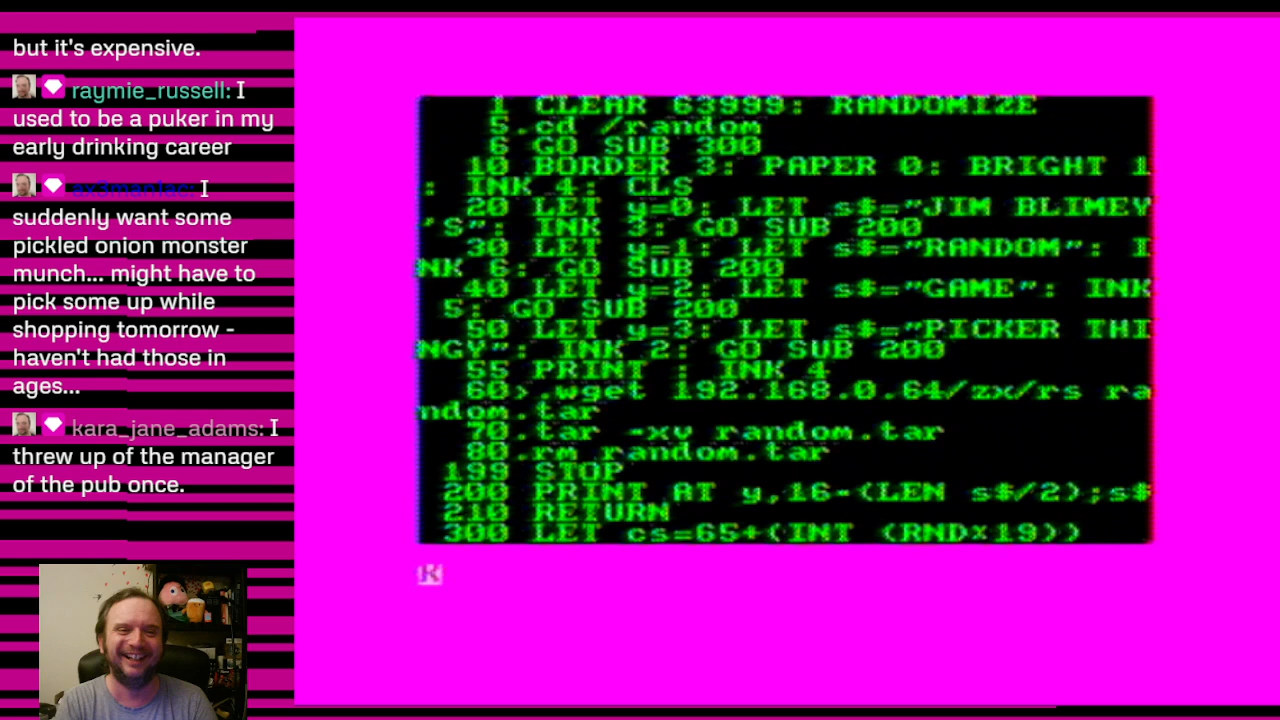 but it's expensive.
raymie_russell: I
used to be a puker in my
early drinking career
ax3man1ac: I
suddenly want some
pickled onion monster
munch... might have to
pick some up while
shopping tomorrow -
haven't had those in
ages...
kara_jane_adams: I
threw up of the manager
of the pub once.
1 CLEAR 63999: RANDOMIZE
5.cd /random
6 GO SUB 300
10 BORDER 3: PAPER 0: BRIGHT 1
: INK 4: CLS
20 LET y=0: LET s$="JIM BLIMEY
'S": INK 3: GO SUB 200
30 LET y=1: LET s$="RANDOM": I
NK 6: GO SUB 200
40 LET y=2: LET s$="GAME": INK
5: GO SUB 200
50 LET y=3: LET s$="PICKER THI
NGY": INK 2: GO SUB 200
55 PRINT : INK 4
60> wget 192.168.0.64/zx/rs ra
ndom.tar
70.tar -xv random.tar
80.rm random.tar
199 STOP
200 PRINT AT y,16-(LEN s$/2);s$
210 RETURN
300 LET cs=65+(INT (RND*19))
K